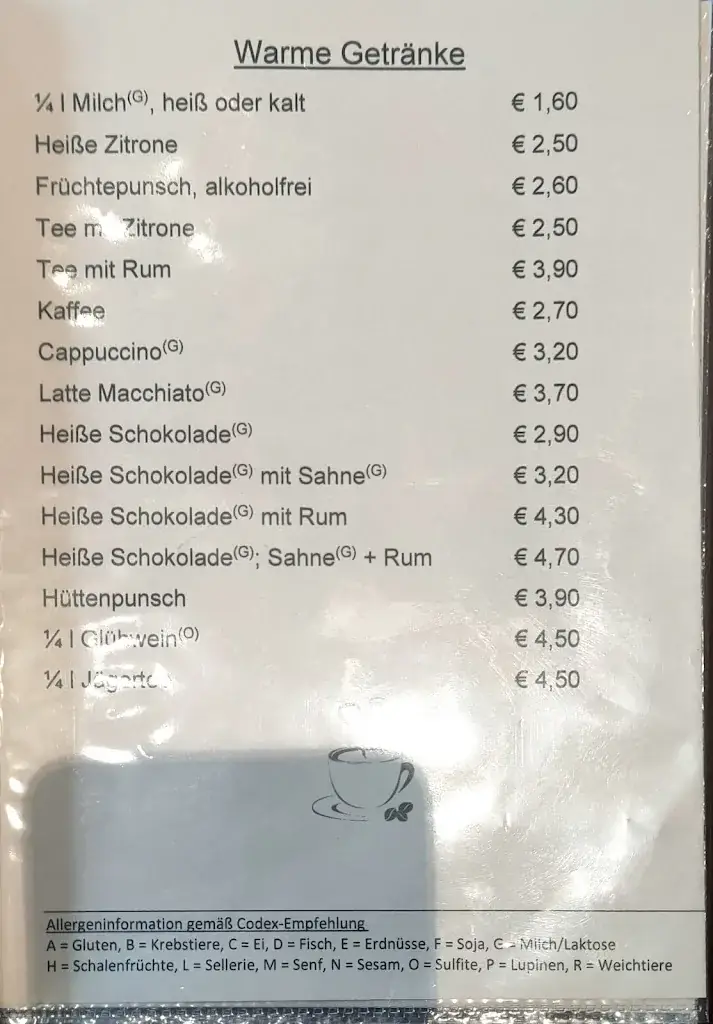 Warme Getränke
¼ l Milch(G), heiß oder kalt € 1,60
Heiße Zitrone € 2,50
Früchtepunsch, alkoholfrei € 2,60
Tee Zitrone € 2,50
Tee mit Rum € 3,90
Kaffee € 2,70
Cappuccino(G) € 3,20
Latte Macchiato(G) € 3,70
Heiße Schokolade(G) € 2,90
Heiße Schokolade(G) mit Sahne(G) € 3,20
Heiße Schokolade(G) mit Rum € 4,30
Heiße Schokolade(G); Sahne(G) + Rum € 4,70
Hüttenpunsch € 3,90
¼ l Glühwein(O) € 4,50
¼ l € 4,50
Allergeninformation gemäß Codex-Empfehlung
A = Gluten, B = Krebstiere, C = Ei, D = Fisch, E = Erdnüsse, F = Soja, G = Milch/Laktose
H = Schalenfrüchte, L = Sellerie, M = Senf, N = Sesam, O = Sulfite, P = Lupinen, R = Weichtiere